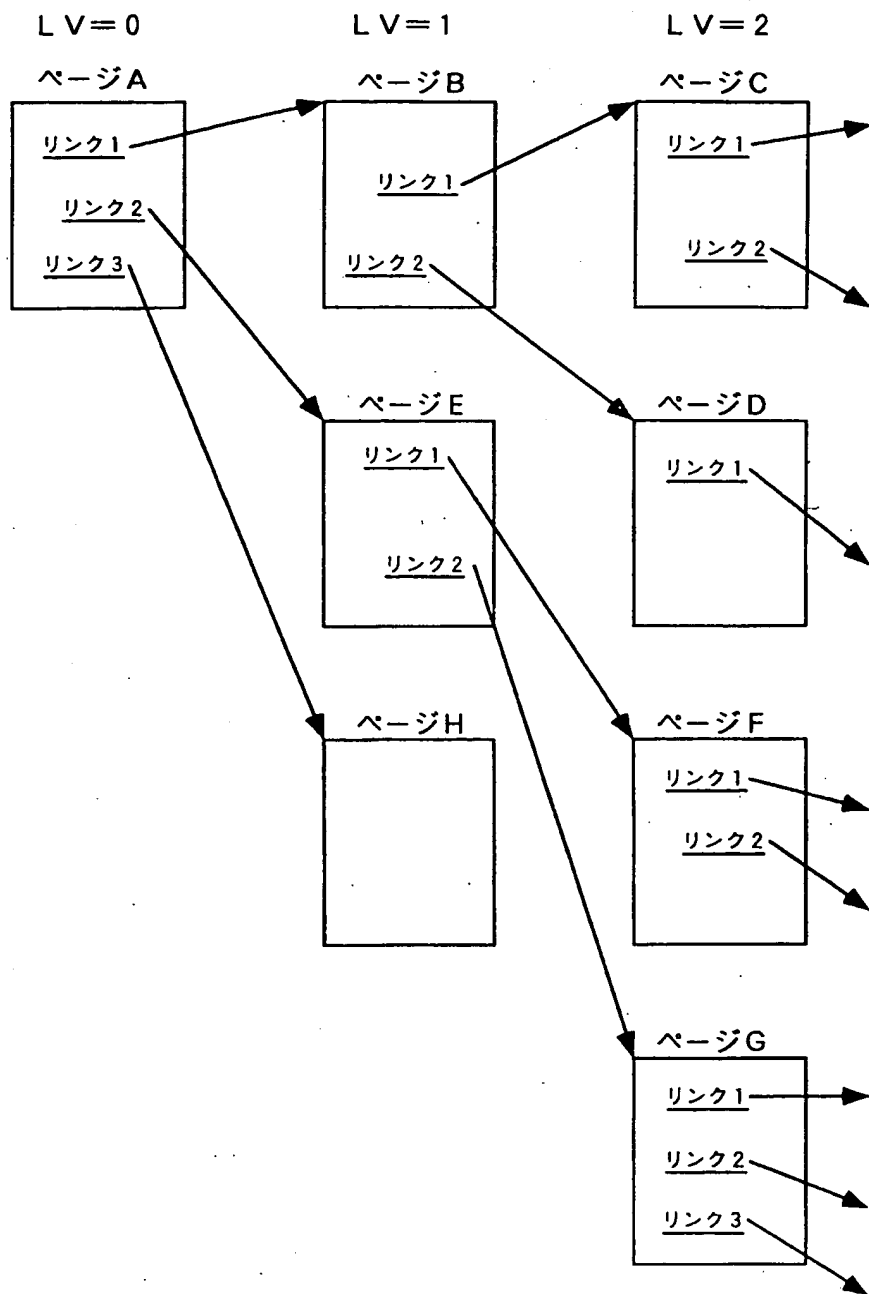 LV=0
LV=1
LV=2
ページA
リンク1
リンク2
リンク3
ページB
リンク1
リンク2
ページC
リンク1
リンク2
ページE
リンク1
リンク2
ページD
リンク1
ページH
ページF
リンク1
リンク2
ページG
リンク1
リンク2
リンク3